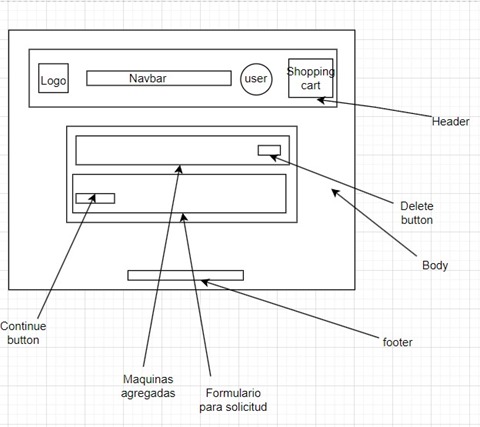 Logo
Navbar
user
Shopping
cart
Header
Delete
button
Body
Continue
button
footer
Maquinas
agregadas
Formulario
para solicitud